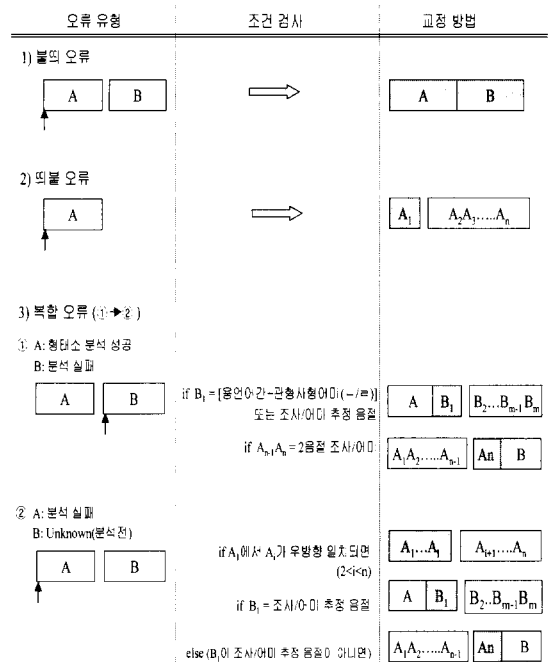 오류 유형 조건 검사 교정 방법
1) 붙띄 오류
A B A B
2) 띄붙 오류
A A₁ A₂A₃.....Aₙ
3) 복합 오류 (①➔②)
① A: 형태소 분석 성공
B: 분석 실패
A B if B₁ = [용언어간~관형사형어미(ㅡ/ㄹ)] A B₁ B₂...Bₘ₋₁Bₘ
또는 조사/어미 추정 음절
if Aₙ₋₁Aₙ = 2음절 조사/어미 A₁A₂.....Aₙ₋₁ An B
② A: 분석 실패
B: Unknown(분석전)
A B if A₁에서 Aᵢ가 우방향 일치되면 A₁...Aᵢ Aᵢ₊₁....Aₙ
(2<i<n)
if B₁ = 조사/어미 추정 음절 A B₁ B₂..Bₘ₋₁Bₘ
else (B₁이 조사/어미 추정 음절이 아니면) A₁A₂.....Aₙ₋₁ An B